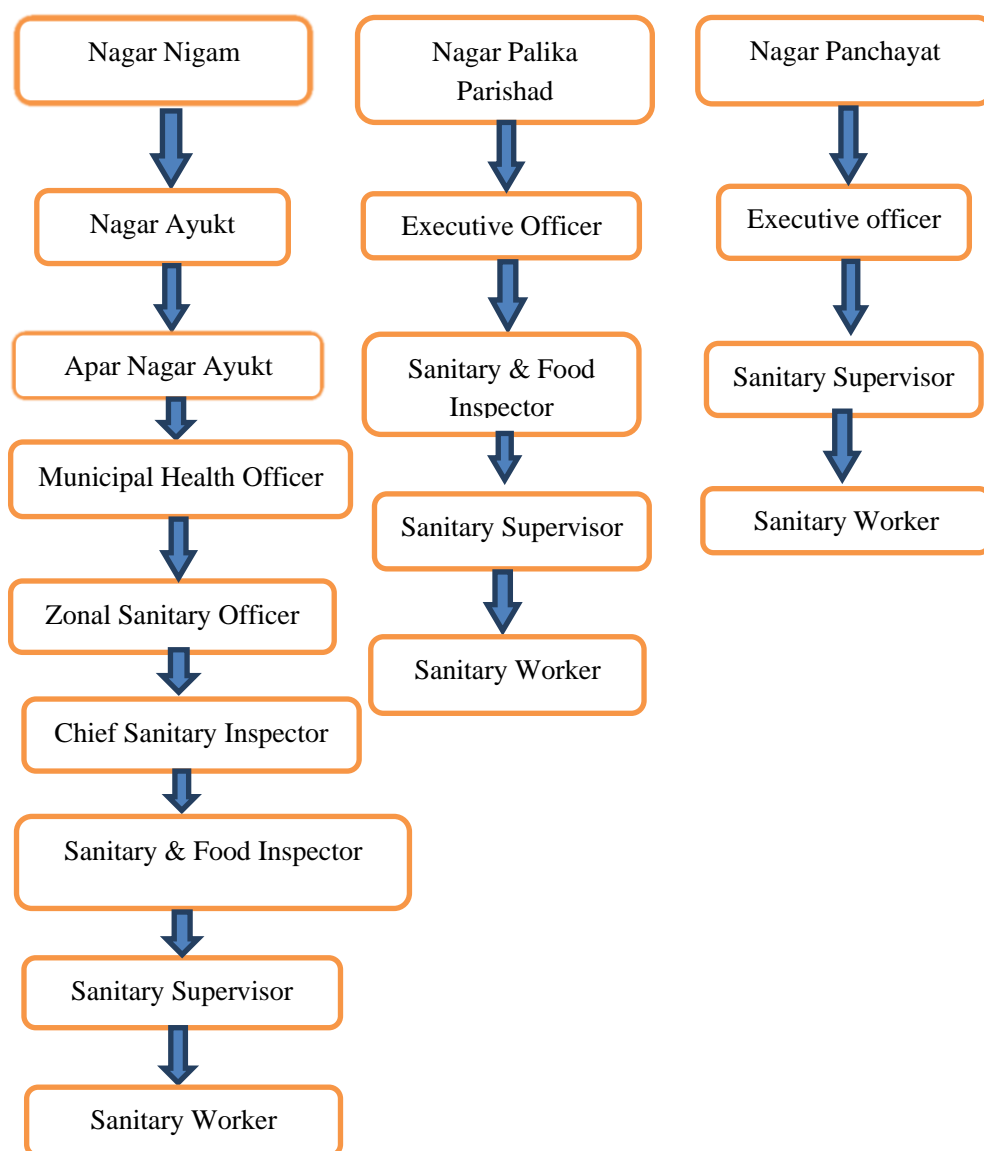 Nagar Nigam
Nagar Ayukt
Apar Nagar Ayukt
Municipal Health Officer
Zonal Sanitary Officer
Chief Sanitary Inspector
Sanitary & Food Inspector
Sanitary Supervisor
Sanitary Worker
Nagar Palika
Parishad
Executive Officer
Sanitary & Food
Inspector
Sanitary Supervisor
Sanitary Worker
Nagar Panchayat
Executive officer
Sanitary Supervisor
Sanitary Worker